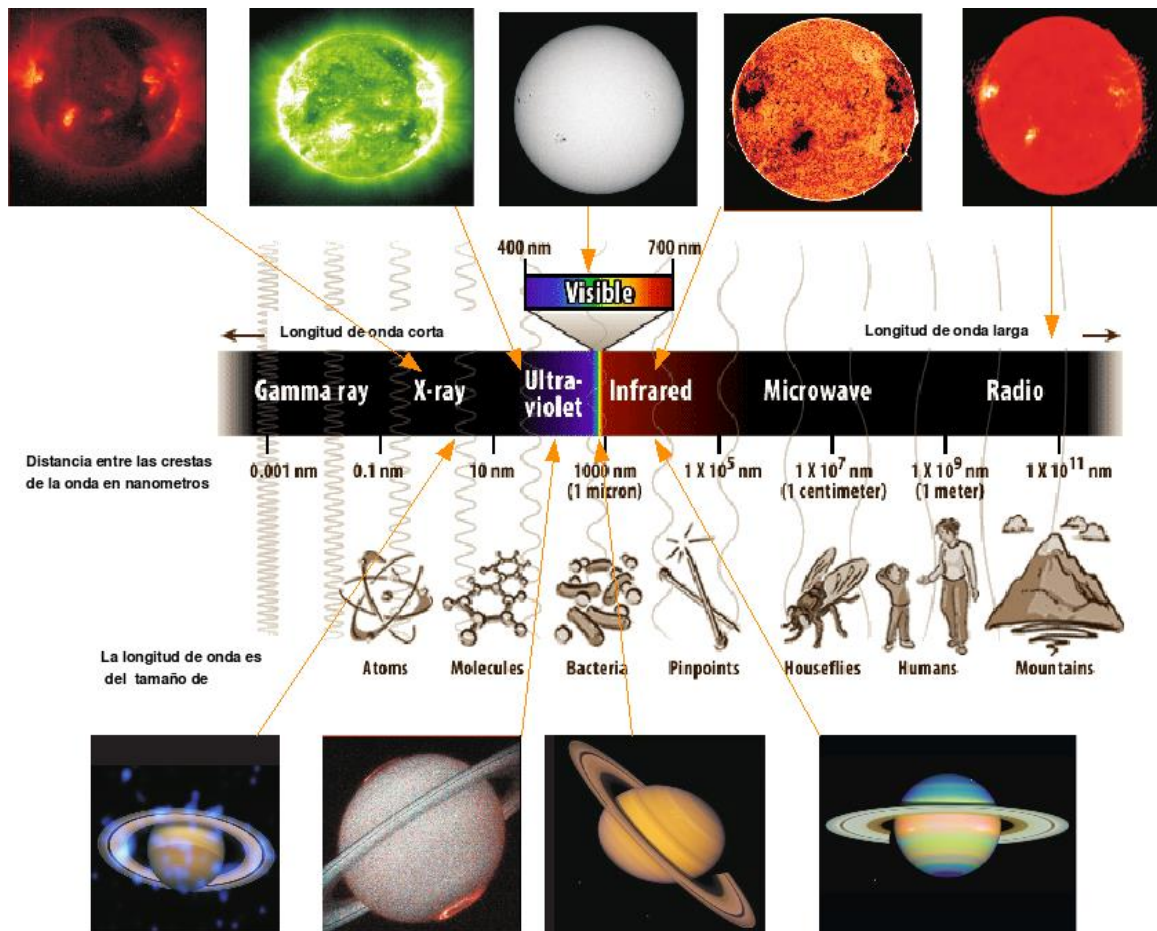 400 nm
700 nm
Visible
Longitud de onda corta
Longitud de onda larga
Gamma ray
X-ray
Ultra-
violet
Infrared
Microwave
Radio
Distancia entre las crestas
de la onda en nanometros
0.001 nm
0.1 nm
10 nm
1000 nm
(1 micron)
1 X 10⁵ nm
1 X 10⁷ nm
(1 centimeter)
1 X 10⁹ nm
(1 meter)
1 X 10¹¹ nm
La longitud de onda es
del tamaño de
Atoms
Molecules
Bacteria
Pinpoints
Houseflies
Humans
Mountains